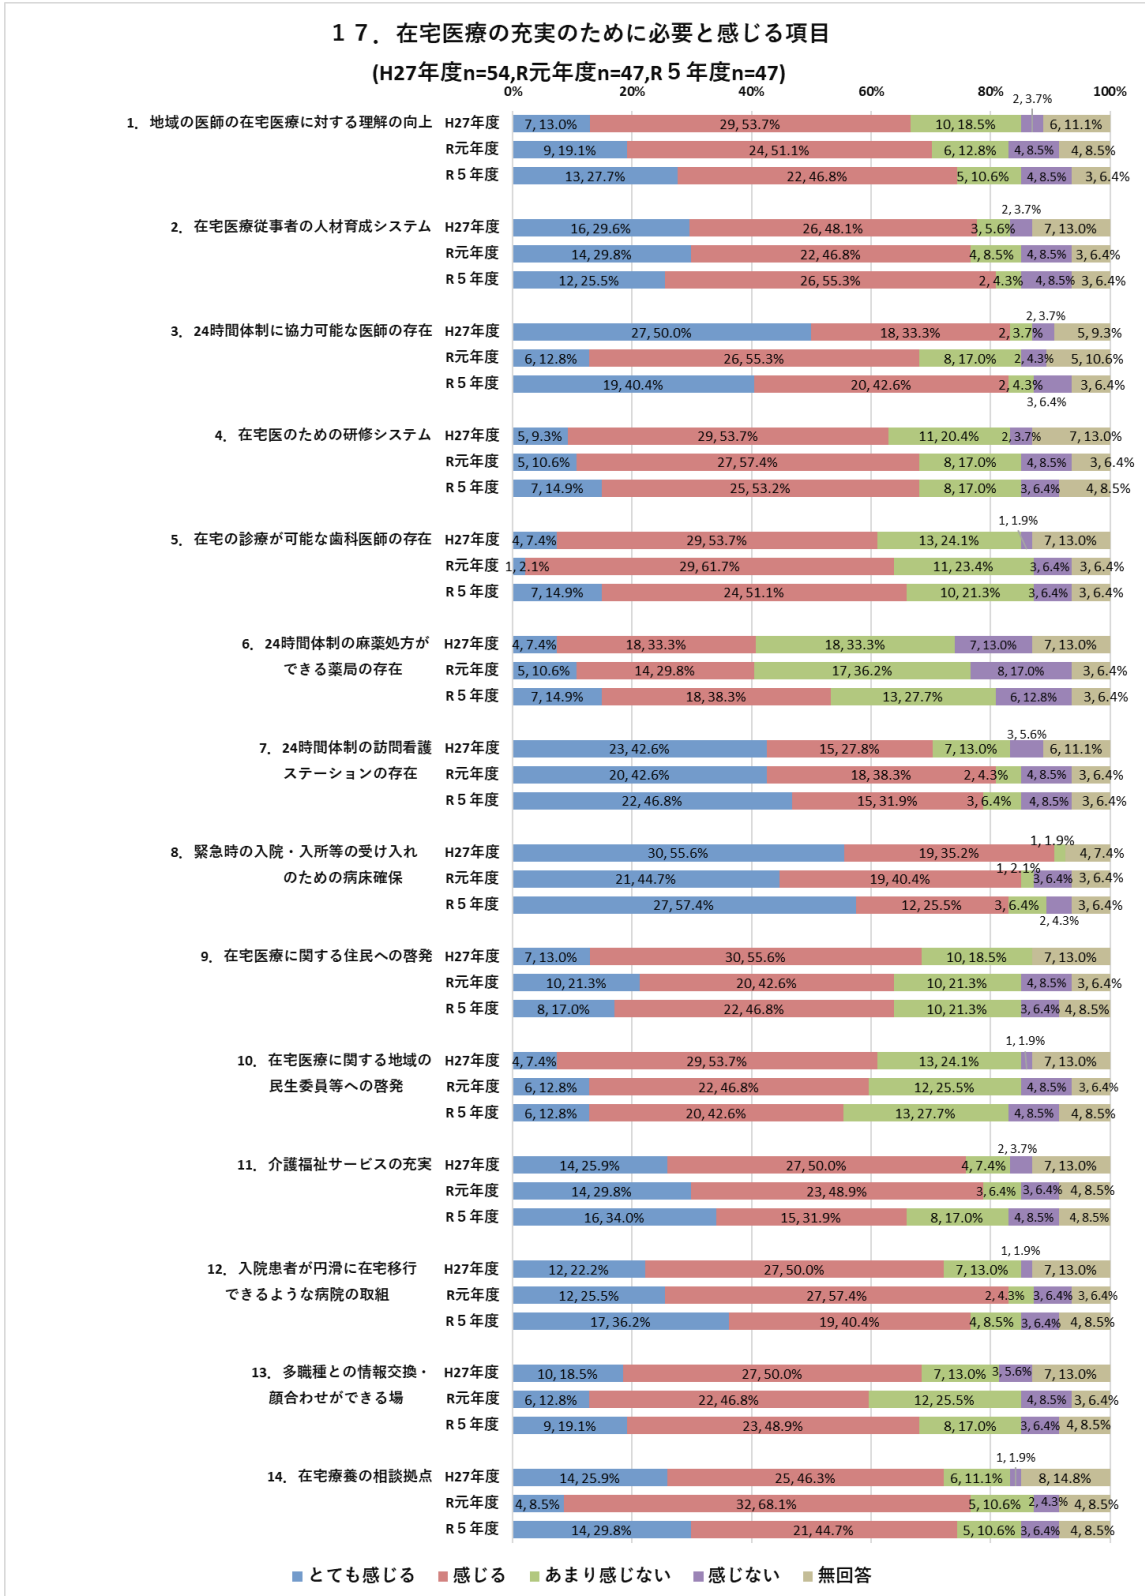 １７．在宅医療の充実のために必要と感じる項目
(H27年度n=54,R元年度n=47,R５年度n=47)
0% 20% 40% 60% 80% 100%
2, 3.7%
1．地域の医師の在宅医療に対する理解の向上 H27年度 7, 13.0% 29, 53.7% 10, 18.5% 6, 11.1%
R元年度 9, 19.1% 24, 51.1% 6, 12.8% 4, 8.5% 4, 8.5%
R５年度 13, 27.7% 22, 46.8% 5, 10.6% 4, 8.5% 3, 6.4%
2, 3.7%
2．在宅医療従事者の人材育成システム H27年度 16, 29.6% 26, 48.1% 3, 5.6% 7, 13.0%
R元年度 14, 29.8% 22, 46.8% 4, 8.5% 4, 8.5% 3, 6.4%
R５年度 12, 25.5% 26, 55.3% 2, 4.3% 4, 8.5% 3, 6.4%
2, 3.7%
3．24時間体制に協力可能な医師の存在 H27年度 27, 50.0% 18, 33.3% 2, 3.7% 5, 9.3%
R元年度 6, 12.8% 26, 55.3% 8, 17.0% 2, 4.3% 5, 10.6%
R５年度 19, 40.4% 20, 42.6% 2, 4.3% 3, 6.4%
3, 6.4%
4．在宅医のための研修システム H27年度 5, 9.3% 29, 53.7% 11, 20.4% 2, 3.7% 7, 13.0%
R元年度 5, 10.6% 27, 57.4% 8, 17.0% 4, 8.5% 3, 6.4%
R５年度 7, 14.9% 25, 53.2% 8, 17.0% 3, 6.4% 4, 8.5%
1, 1.9%
5．在宅の診療が可能な歯科医師の存在 H27年度 4, 7.4% 29, 53.7% 13, 24.1% 7, 13.0%
R元年度 1, 2.1% 29, 61.7% 11, 23.4% 3, 6.4% 3, 6.4%
R５年度 7, 14.9% 24, 51.1% 10, 21.3% 3, 6.4% 3, 6.4%
6．24時間体制の麻薬処方が H27年度 4, 7.4% 18, 33.3% 18, 33.3% 7, 13.0% 7, 13.0%
できる薬局の存在 R元年度 5, 10.6% 14, 29.8% 17, 36.2% 8, 17.0% 3, 6.4%
R５年度 7, 14.9% 18, 38.3% 13, 27.7% 6, 12.8% 3, 6.4%
3, 5.6%
7．24時間体制の訪問看護 H27年度 23, 42.6% 15, 27.8% 7, 13.0% 6, 11.1%
ステーションの存在 R元年度 20, 42.6% 18, 38.3% 2, 4.3% 4, 8.5% 3, 6.4%
R５年度 22, 46.8% 15, 31.9% 3, 6.4% 4, 8.5% 3, 6.4%
1, 1.9%
8．緊急時の入院・入所等の受け入れ H27年度 30, 55.6% 19, 35.2% 4, 7.4%
のための病床確保 R元年度 21, 44.7% 19, 40.4% 1, 2.1% 3, 6.4% 3, 6.4%
R５年度 27, 57.4% 12, 25.5% 3, 6.4% 3, 6.4%
2, 4.3%
9．在宅医療に関する住民への啓発 H27年度 7, 13.0% 30, 55.6% 10, 18.5% 7, 13.0%
R元年度 10, 21.3% 20, 42.6% 10, 21.3% 4, 8.5% 3, 6.4%
R５年度 8, 17.0% 22, 46.8% 10, 21.3% 3, 6.4% 4, 8.5%
1, 1.9%
10．在宅医療に関する地域の H27年度 4, 7.4% 29, 53.7% 13, 24.1% 7, 13.0%
民生委員等への啓発 R元年度 6, 12.8% 22, 46.8% 12, 25.5% 4, 8.5% 3, 6.4%
R５年度 6, 12.8% 20, 42.6% 13, 27.7% 4, 8.5% 4, 8.5%
2, 3.7%
11．介護福祉サービスの充実 H27年度 14, 25.9% 27, 50.0% 4, 7.4% 7, 13.0%
R元年度 14, 29.8% 23, 48.9% 3, 6.4% 3, 6.4% 4, 8.5%
R５年度 16, 34.0% 15, 31.9% 8, 17.0% 4, 8.5% 4, 8.5%
1, 1.9%
12．入院患者が円滑に在宅移行 H27年度 12, 22.2% 27, 50.0% 7, 13.0% 7, 13.0%
できるような病院の取組 R元年度 12, 25.5% 27, 57.4% 2, 4.3% 3, 6.4% 3, 6.4%
R５年度 17, 36.2% 19, 40.4% 4, 8.5% 3, 6.4% 4, 8.5%
13．多職種との情報交換・ H27年度 10, 18.5% 27, 50.0% 7, 13.0% 3, 5.6% 7, 13.0%
顔合わせができる場 R元年度 6, 12.8% 22, 46.8% 12, 25.5% 4, 8.5% 3, 6.4%
R５年度 9, 19.1% 23, 48.9% 8, 17.0% 3, 6.4% 4, 8.5%
1, 1.9%
14．在宅療養の相談拠点 H27年度 14, 25.9% 25, 46.3% 6, 11.1% 8, 14.8%
R元年度 4, 8.5% 32, 68.1% 5, 10.6% 2, 4.3% 4, 8.5%
R５年度 14, 29.8% 21, 44.7% 5, 10.6% 3, 6.4% 4, 8.5%
とても感じる 感じる あまり感じない 感じない 無回答